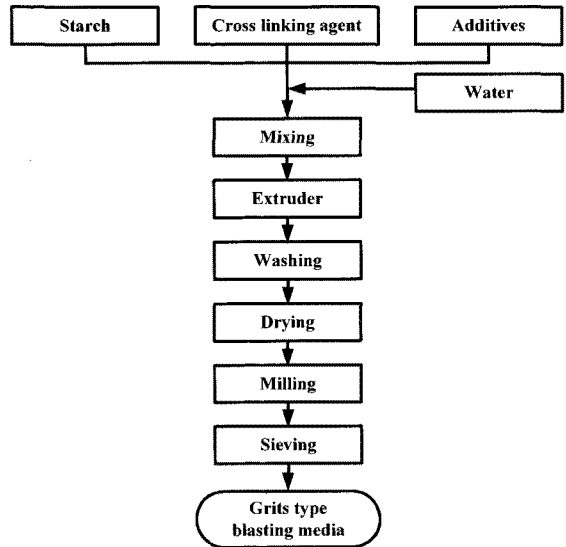 Starch
Cross linking agent
Additives
Water
Mixing
Extruder
Washing
Drying
Milling
Sieving
Grits type
blasting media